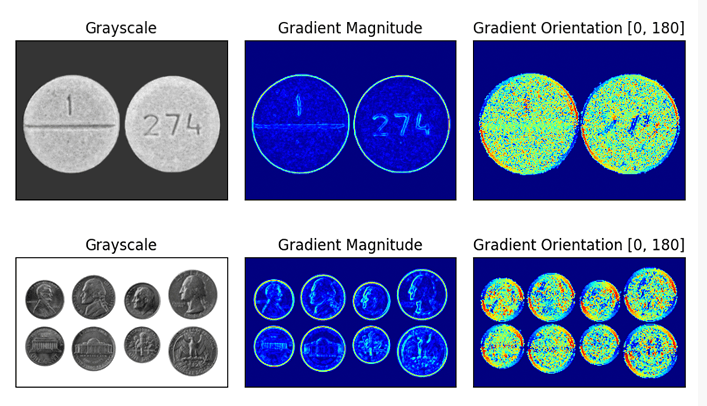 Grayscale
Gradient Magnitude
Gradient Orientation [0, 180]
1
274
1
274
Grayscale
Gradient Magnitude
Gradient Orientation [0, 180]